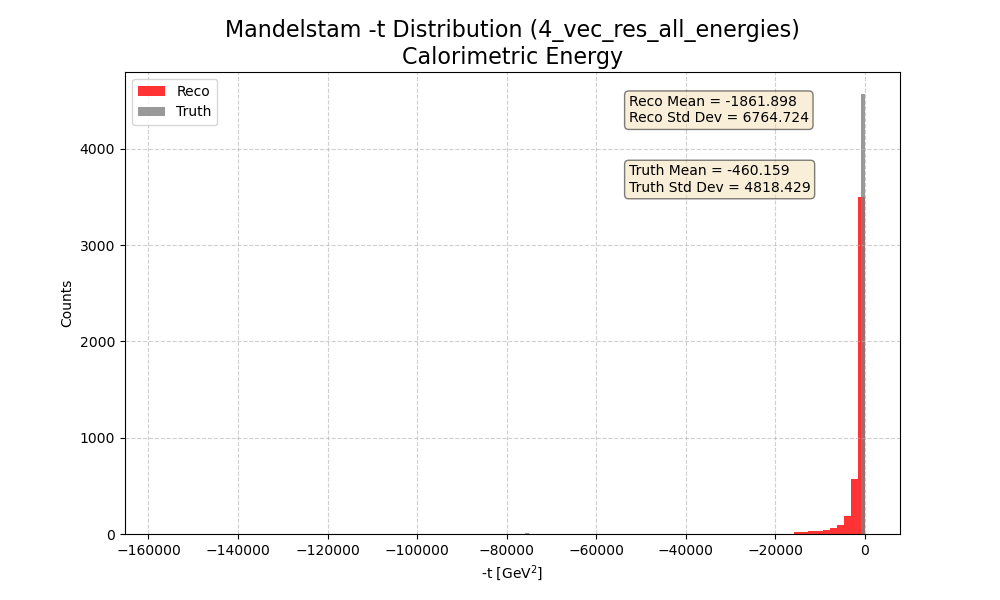 Mandelstam -t Distribution (4_vec_res_all_energies)
Calorimetric Energy
Reco
Truth
Reco Mean = -1861.898
Reco Std Dev = 6764.724
Truth Mean = -460.159
Truth Std Dev = 4818.429
4000
3000
2000
1000
0
Counts
−160000 −140000 −120000 −100000 −80000 −60000 −40000 −20000 0
-t [GeV²]